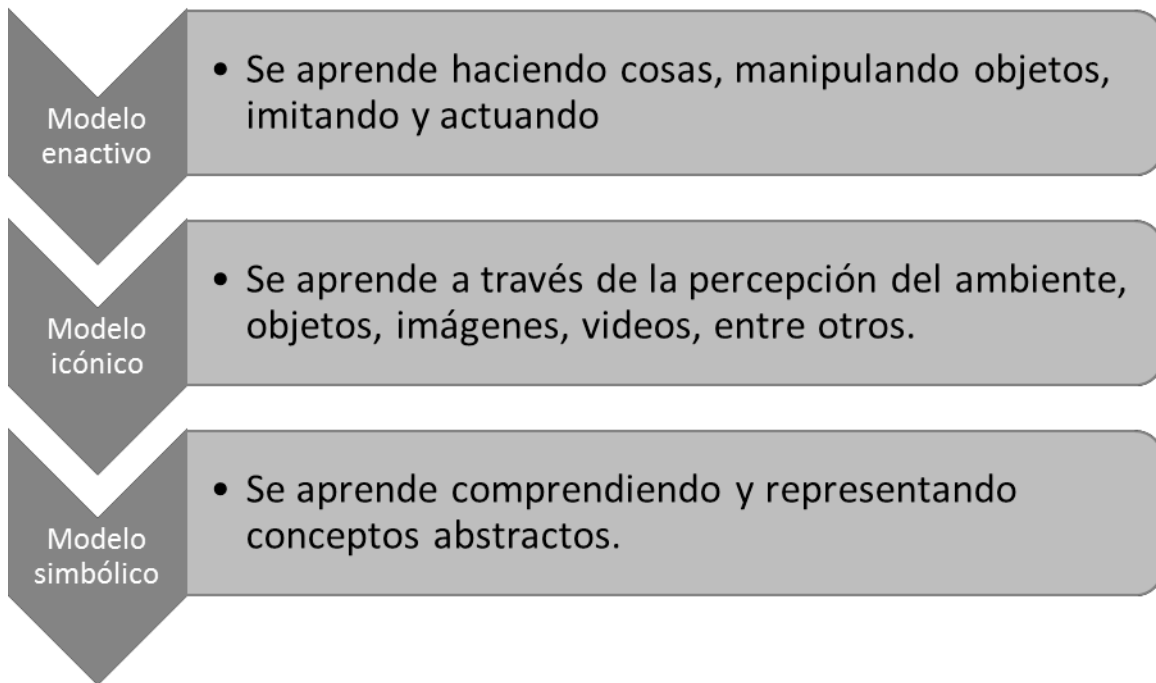 Modelo
enactivo
• Se aprende haciendo cosas, manipulando objetos,
imitando y actuando
Modelo
icónico
• Se aprende a través de la percepción del ambiente,
objetos, imágenes, videos, entre otros.
Modelo
simbólico
• Se aprende comprendiendo y representando
conceptos abstractos.